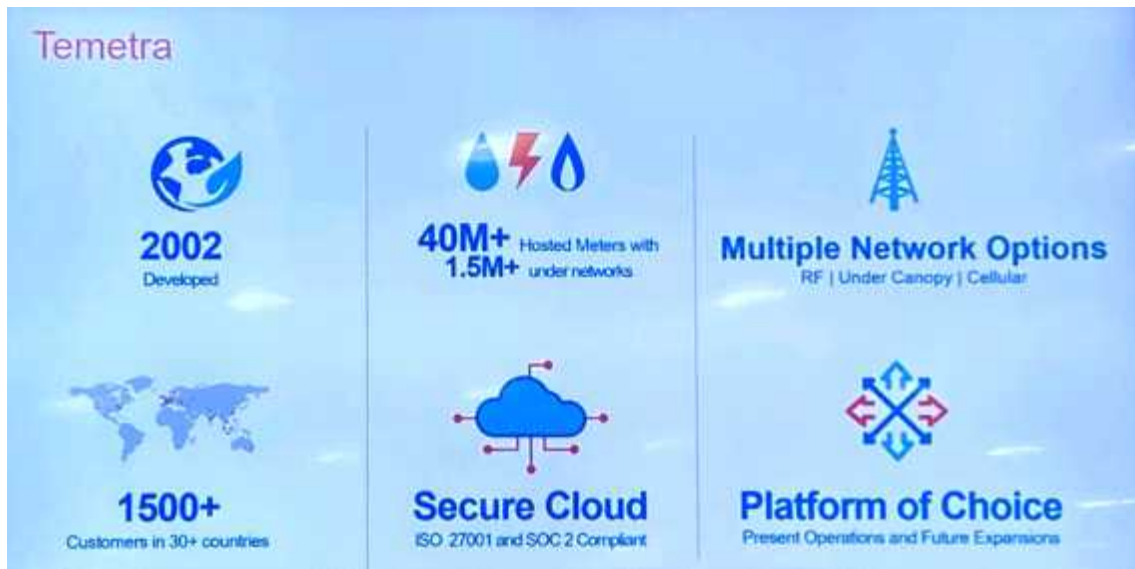 Temetra
2002
Developed
40M+ Hosted Meters with
1.5M+ under networks
Multiple Network Options
RF | Under Canopy | Cellular
1500+
Customers in 30+ countries
Secure Cloud
ISO 27001 and SOC 2 Compliant
Platform of Choice
Present Operations and Future Expansions